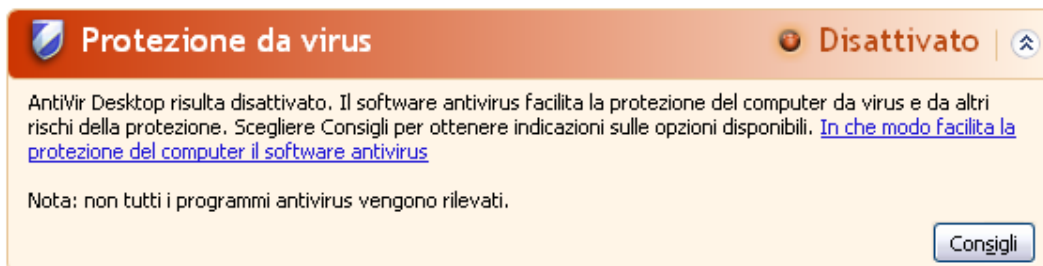 Protezione da virus
Disattivato
AntiVir Desktop risulta disattivato. Il software antivirus facilita la protezione del computer da virus e da altri
rischi della protezione. Scegliere Consigli per ottenere indicazioni sulle opzioni disponibili. In che modo facilita la
protezione del computer il software antivirus
Nota: non tutti i programmi antivirus vengono rilevati.
Consigli